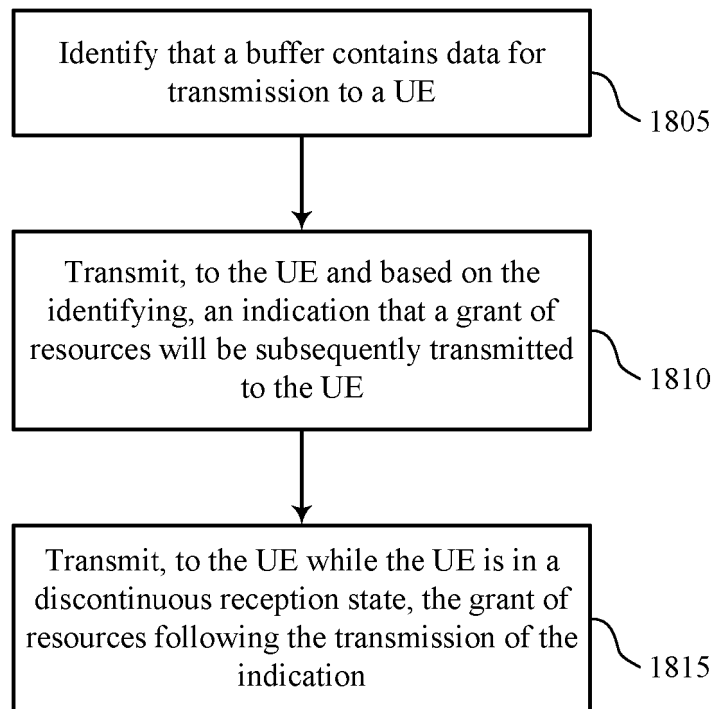 Identify that a buffer contains data for
transmission to a UE
1805
Transmit, to the UE and based on the
identifying, an indication that a grant of
resources will be subsequently transmitted
to the UE
1810
Transmit, to the UE while the UE is in a
discontinuous reception state, the grant of
resources following the transmission of the
indication
1815